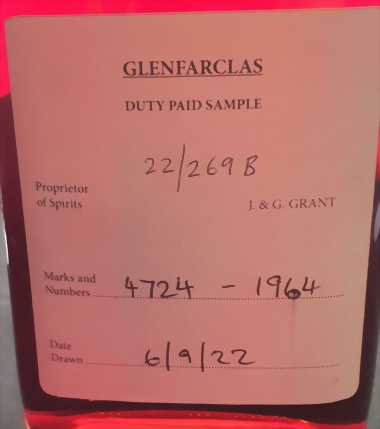 GLENFARCLAS
DUTY PAID SAMPLE
22/269B
Proprietor
of Spirits
J. & G. GRANT
Marks and
Numbers 4724 - 1964
Date
Drawn 6/9/22